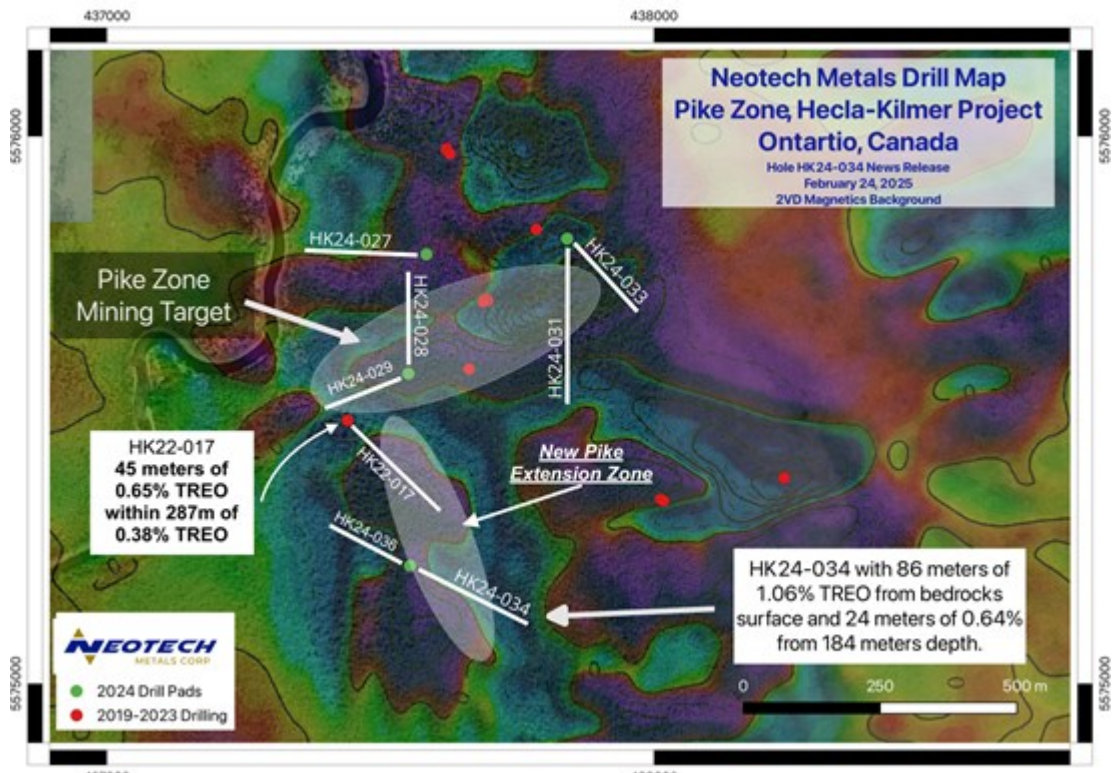 437000
438000
5576000
5576000
Neotech Metals Drill Map
Pike Zone, Hecla-Kilmer Project
Ontartio, Canada
Hole HK24-034 News Release
February 24, 2025
2VD Magnetics Background
HK24-027
HK24-033
Pike Zone
Mining Target
HK24-028
HK24-031
HK24-029
HK22-017
45 meters of
0.65% TREO
within 287m of
0.38% TREO
HK22-017
New Pike
Extension Zone
HK24-036
HK24-034
HK24-034 with 86 meters of
1.06% TREO from bedrocks
surface and 24 meters of 0.64%
from 184 meters depth.
NEOTECH
METALS CORP
2024 Drill Pads
2019-2023 Drilling
0 250 500 m
5575000
5575000